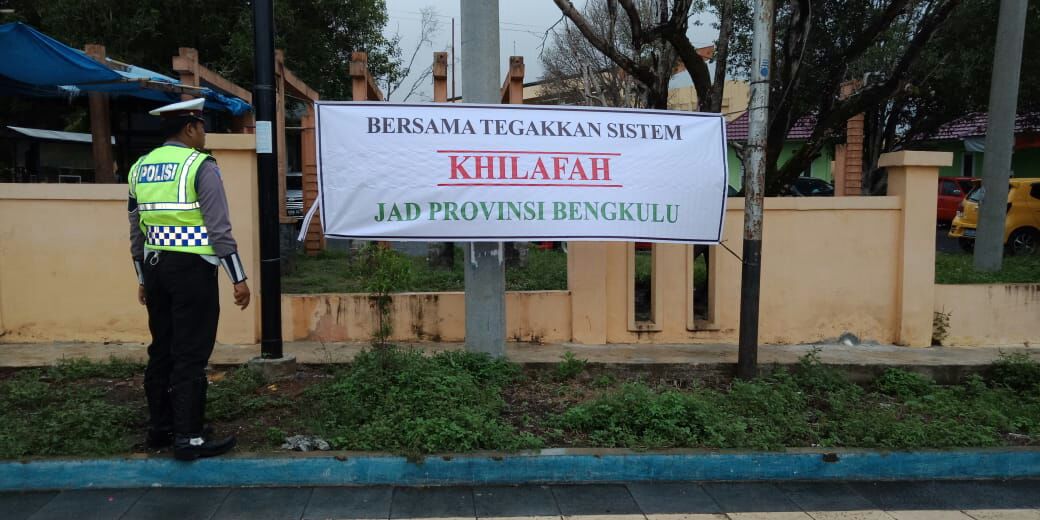 POLISI
BERSAMA TEGAKKAN SISTEM
KHILAFAH
JAD PROVINSI BENGKULU